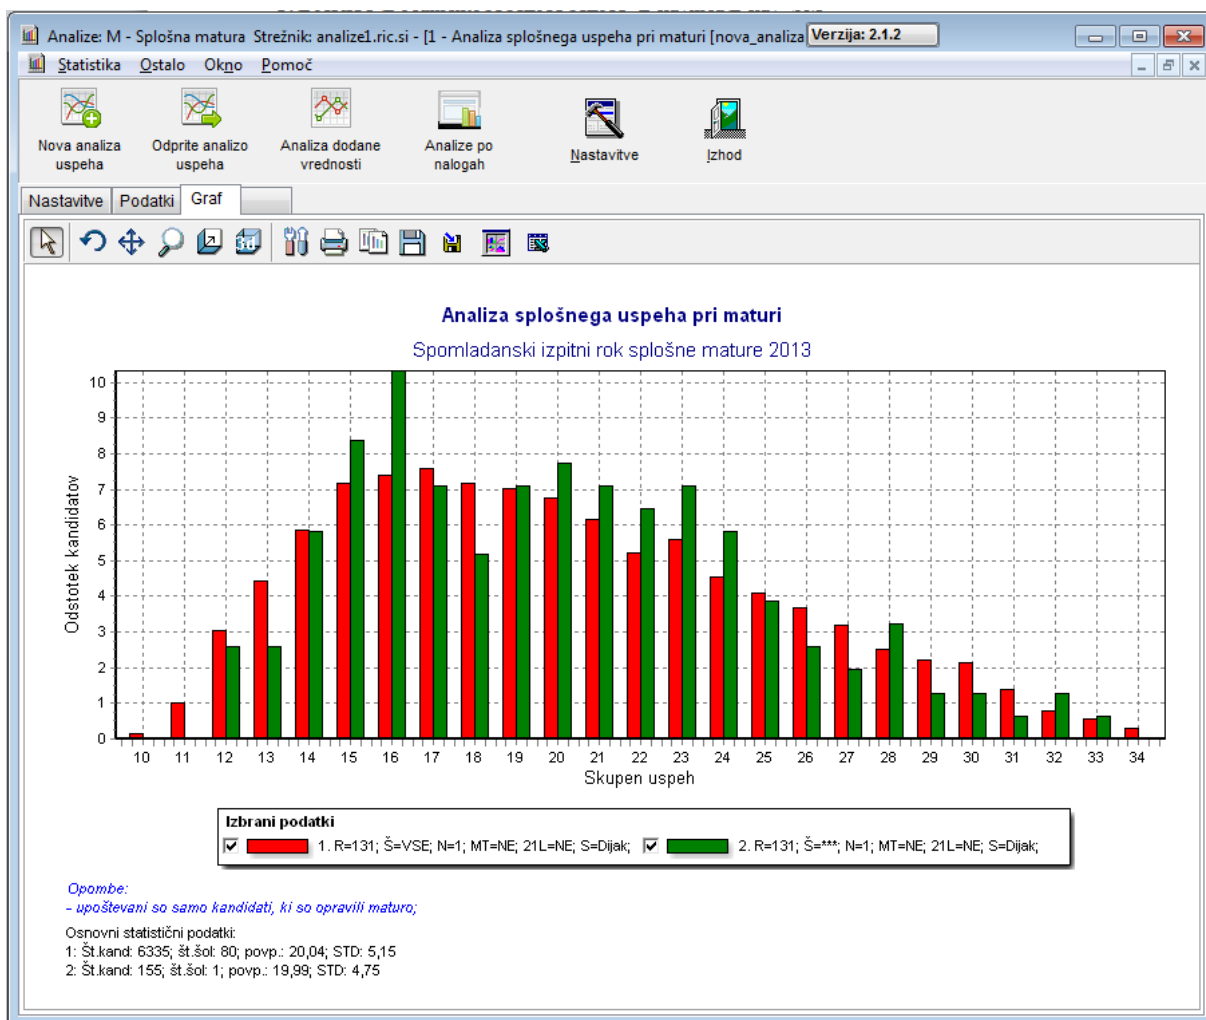 Analize: M - Splošna matura Strežnik: analize1.ric.si - [1 - Analiza splošnega uspeha pri maturi [nova_analiza
Verzija: 2.1.2
Statistika Ostalo Okno Pomoč
Nova analiza uspeha
Odprite analizo uspeha
Analiza dodane vrednosti
Analize po nalogah
Nastavitve
Izhod
Nastavitve Podatki Graf
Analiza splošnega uspeha pri maturi
Spomladanski izpitni rok splošne mature 2013
Odstotek kandidatov
10
9
8
7
6
5
4
3
2
1
0
10 11 12 13 14 15 16 17 18 19 20 21 22 23 24 25 26 27 28 29 30 31 32 33 34
Skupen uspeh
Izbrani podatki
1. R=131; Š=VSE; N=1; MT=NE; 21L=NE; S=Dijak; 2. R=131; Š=***; N=1; MT=NE; 21L=NE; S=Dijak;
Opombe:
- upoštevani so samo kandidati, ki so opravili maturo;
Osnovni statistični podatki:
1: Št.kand: 6335; št.šol: 80; povp.: 20,04; STD: 5,15
2: Št.kand: 155; št.šol: 1; povp.: 19,99; STD: 4,75